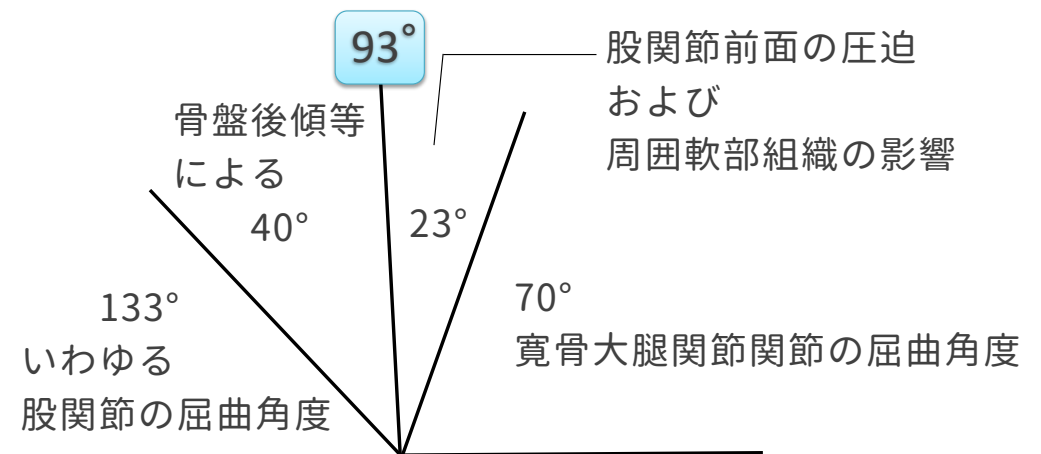 93°
股関節前面の圧迫
および
周囲軟部組織の影響
骨盤後傾等
による
40°
23°
133°
いわゆる
股関節の屈曲角度
70°
寛骨大腿関節関節の屈曲角度